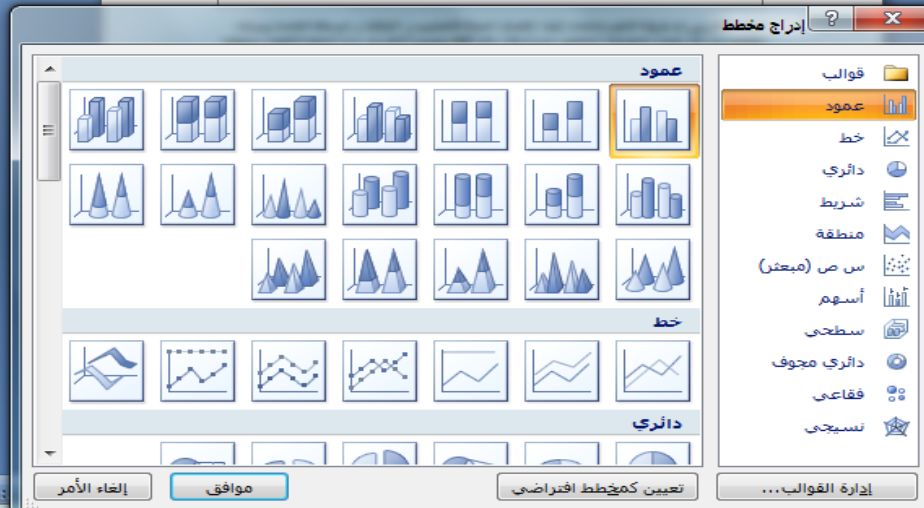 إدراج مخطط
قوالب
عمود
خط
دائري
شريط
منطقة
س ص (مبعثر)
أسهم
سطحي
دائري مجوف
فقاعي
نسيجي
عمود
خط
دائري
إدارة القوالب...
تعيين كمخطط افتراضي
موافق
إلغاء الأمر